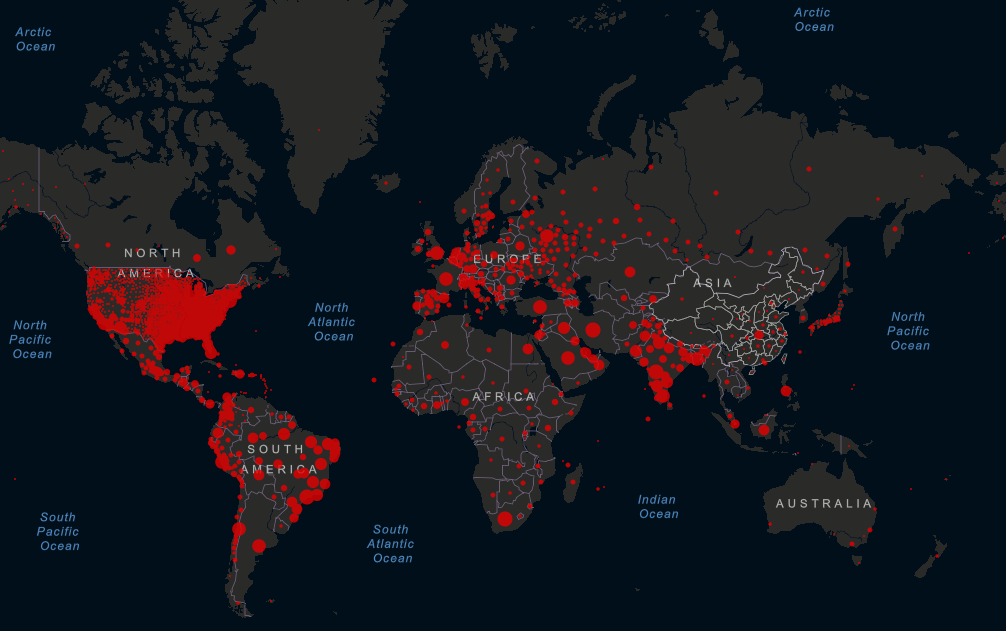 Arctic
Ocean
Arctic
Ocean
NORTH
AMERICA
EUROPE
ASIA
North
Pacific
Ocean
North
Atlantic
Ocean
North
Pacific
Ocean
AFRICA
SOUTH
AMERICA
AUSTRALIA
Indian
Ocean
South
Pacific
Ocean
South
Atlantic
Ocean